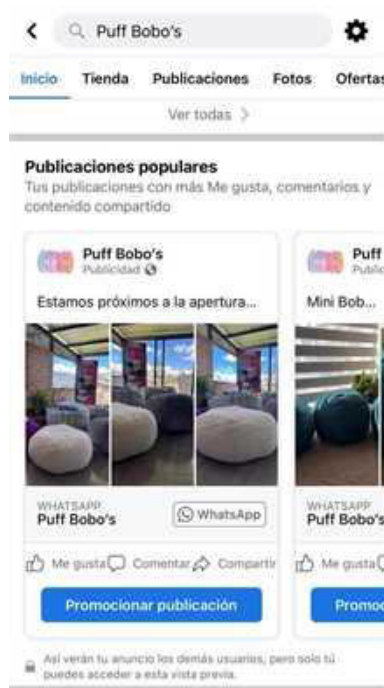 Puff Bobo's
Inicio Tienda Publicaciones Fotos Ofertas
Ver todas >
Publicaciones populares
Tus publicaciones con más Me gusta, comentarios y
contenido compartido
Puff Bobo's
Publicidad
Estamos próximos a la apertura...
WHATSAPP
Puff Bobo's
WhatsApp
Me gusta Comentar Compartir
Promocionar publicación
Puff
Public
Mini Bob...
WHATSAPP
Puff Bobo's
Me gusta
Promoc
Así verán tu anuncio los demás usuarios, pero solo tú
puedes acceder a esta vista previa.